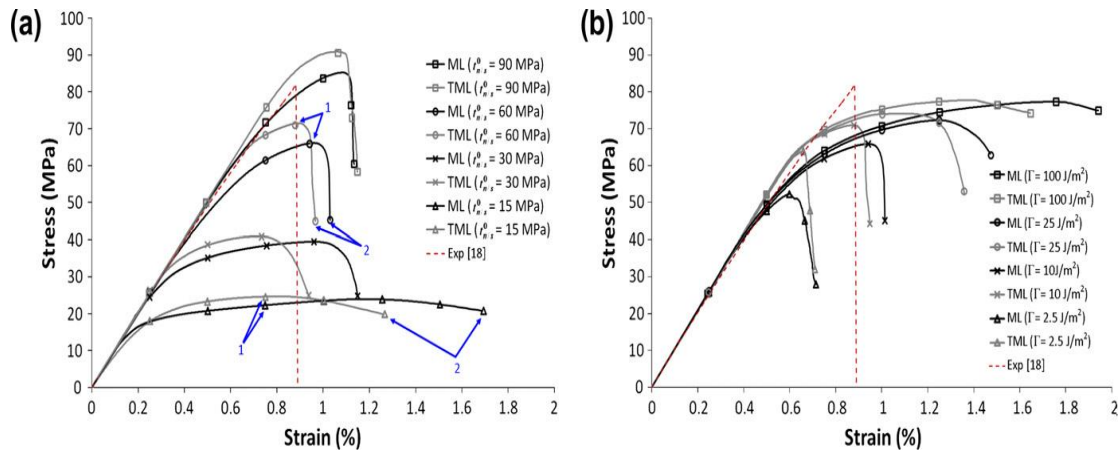 (a)
Stress (MPa)
100
90
80
70
60
50
40
30
20
10
0
0
0.2
0.4
0.6
0.8
1
1.2
1.4
1.6
1.8
2
Strain (%)
1
2
1
2
ML (t⁰ₙ,ₛ = 90 MPa)
TML (t⁰ₙ,ₛ = 90 MPa)
ML (t⁰ₙ,ₛ = 60 MPa)
TML (t⁰ₙ,ₛ = 60 MPa)
ML (t⁰ₙ,ₛ = 30 MPa)
TML (t⁰ₙ,ₛ = 30 MPa)
ML (t⁰ₙ,ₛ = 15 MPa)
TML (t⁰ₙ,ₛ = 15 MPa)
Exp [18]
(b)
Stress (MPa)
100
90
80
70
60
50
40
30
20
10
0
0
0.2
0.4
0.6
0.8
1
1.2
1.4
1.6
1.8
2
Strain (%)
ML (Γ = 100 J/m²)
TML (Γ = 100 J/m²)
ML (Γ = 25 J/m²)
TML (Γ = 25 J/m²)
ML (Γ = 10J/m²)
TML (Γ = 10 J/m²)
ML (Γ = 2.5 J/m²)
TML (Γ = 2.5 J/m²)
Exp [18]